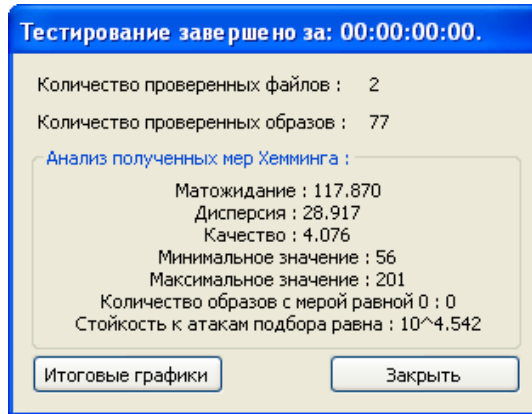 Тестирование завершено за: 00:00:00:00.
Количество проверенных файлов : 2
Количество проверенных образов : 77
Анализ полученных мер Хемминга :
Матожидание : 117.870
Дисперсия : 28.917
Качество : 4.076
Минимальное значение : 56
Максимальное значение : 201
Количество образов с мерой равной 0 : 0
Стойкость к атакам подбора равна : 10^4.542
Итоговые графики
Закрыть